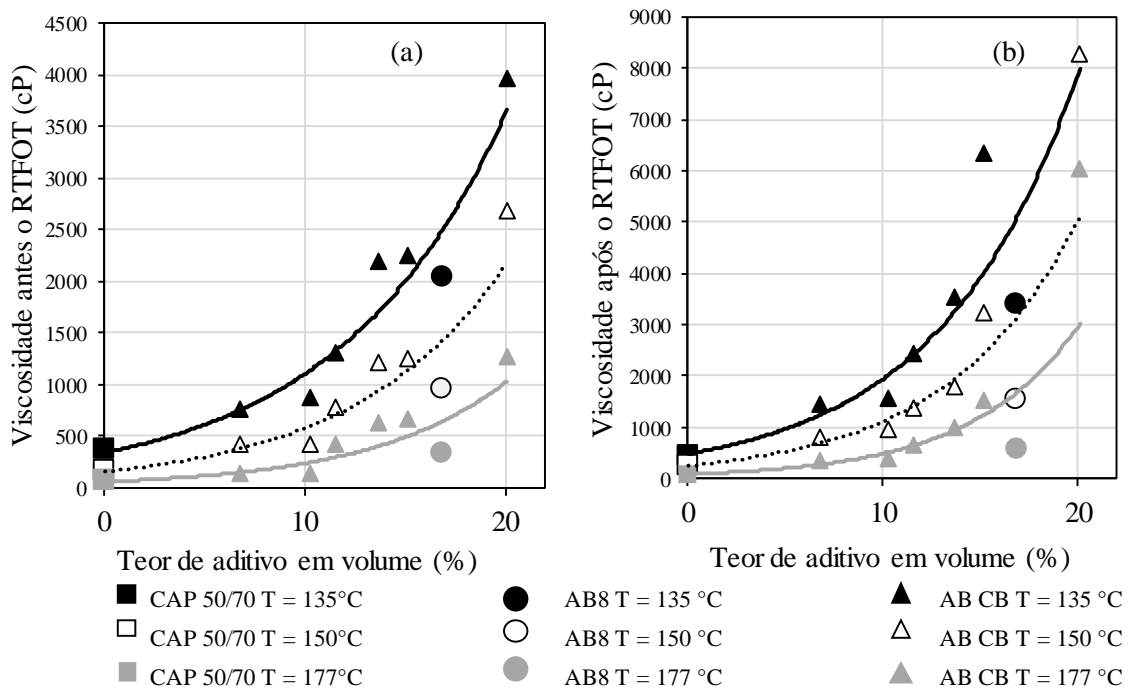 (a)
Viscosidade antes o RTFOT (cP)
4500
4000
3500
3000
2500
2000
1500
1000
500
0
0
10
20
Teor de aditivo em volume (%)
(b)
Viscosidade após o RTFOT (cP)
9000
8000
7000
6000
5000
4000
3000
2000
1000
0
0
10
20
Teor de aditivo em volume (%)
CAP 50/70 T = 135°C
AB8 T = 135 °C
AB CB T = 135 °C
CAP 50/70 T = 150°C
AB8 T = 150 °C
AB CB T = 150 °C
CAP 50/70 T = 177°C
AB8 T = 177 °C
AB CB T = 177 °C